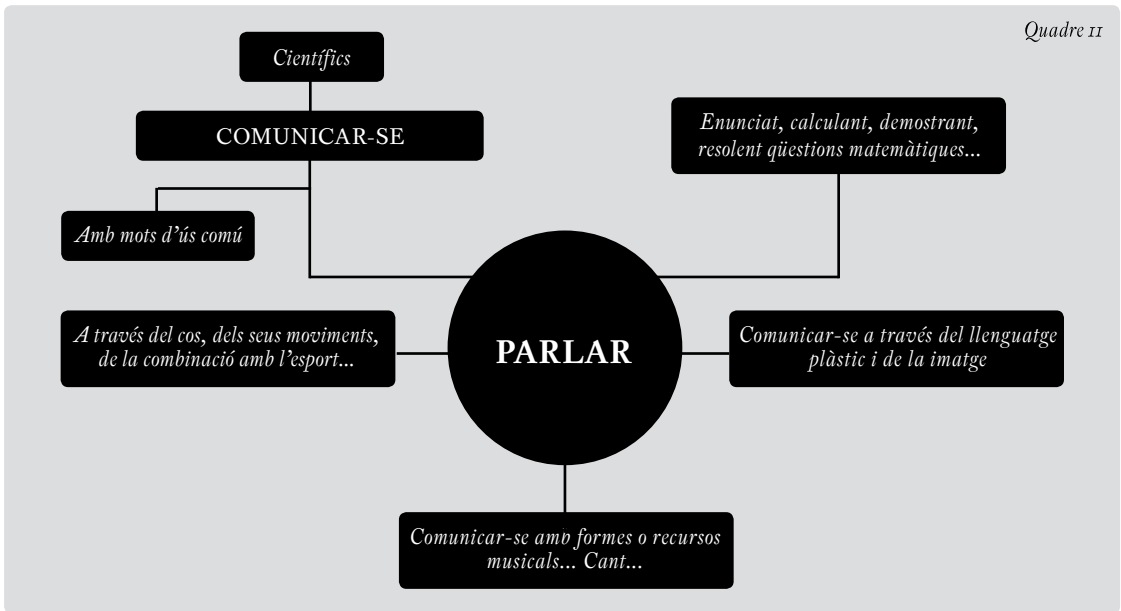 Quadre 11
Científics
COMUNICAR-SE
Amb mots d'ús comú
Enunciat, calculant, demostrant,
resolent qüestions matemàtiques...
A través del cos, dels seus moviments,
de la combinació amb l'esport...
PARLAR
Comunicar-se a través del llenguatge
plàstic i de la imatge
Comunicar-se amb formes o recursos
musicals... Cant...